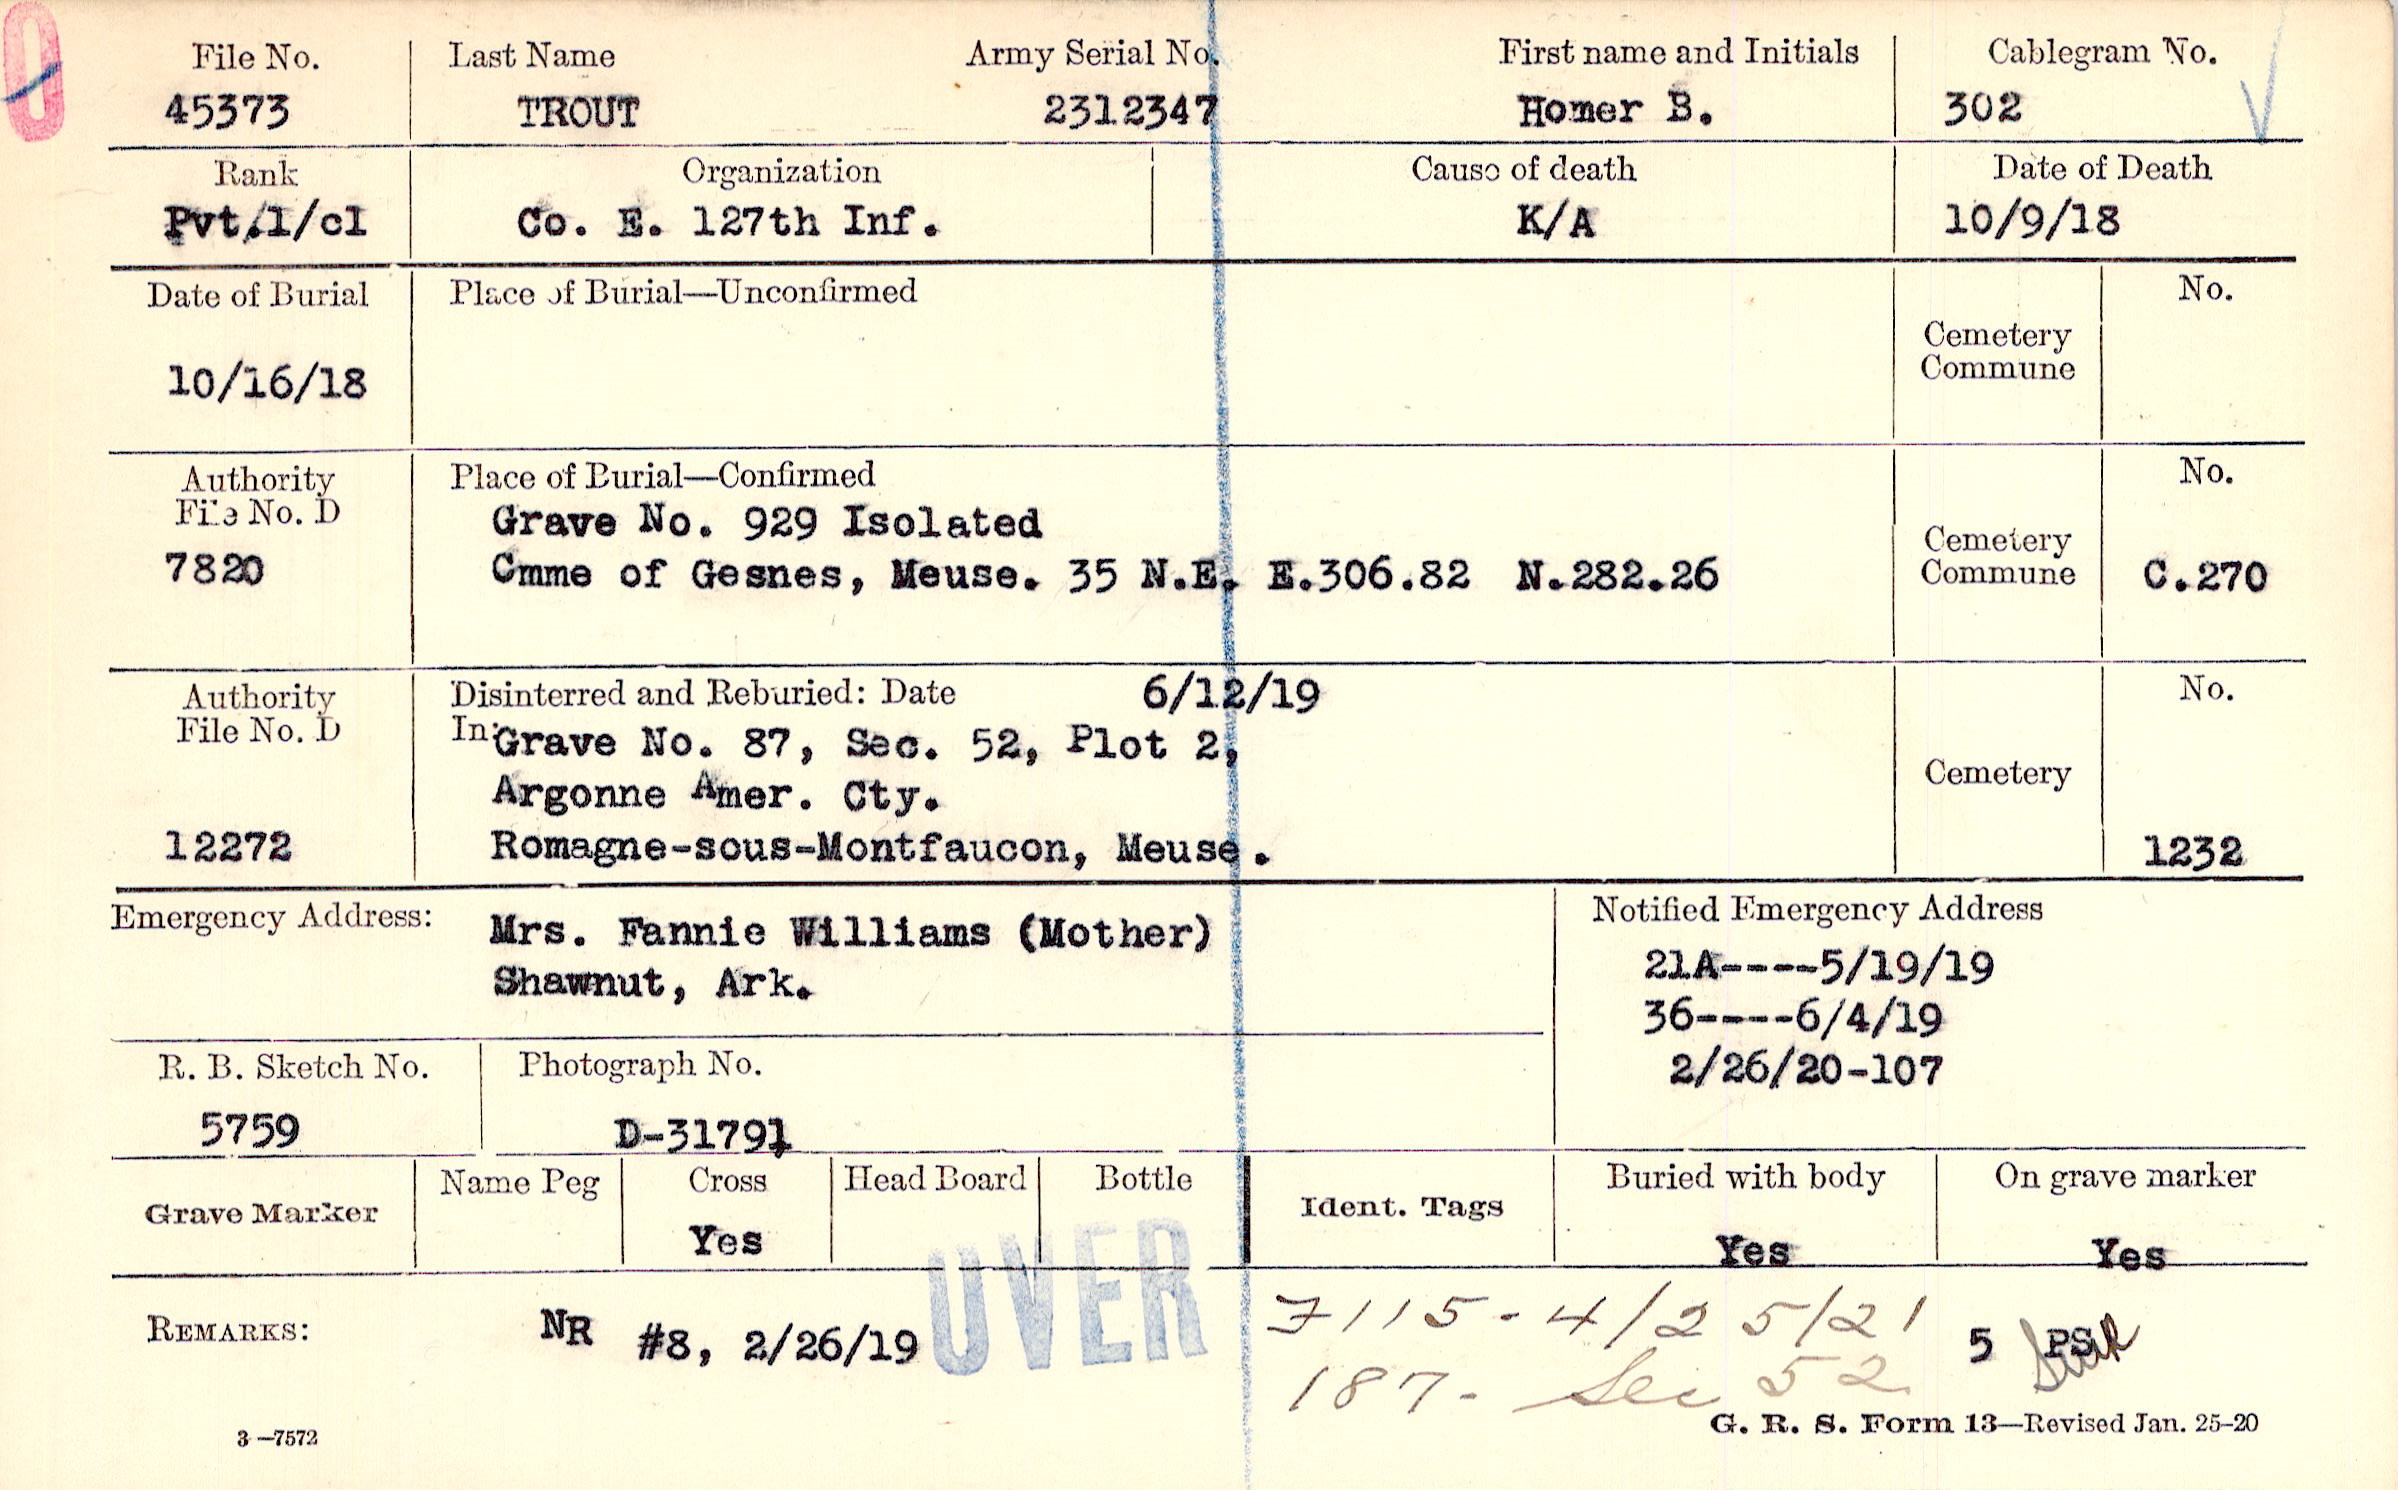 File No. Last Name Army Serial No. First name and Initials Cablegram No.
45373 TROUT 2312347 Homer B. 302
Rank Organization Cause of death Date of Death
Pvt.1/cl Co. E. 127th Inf. K/A 10/9/18
Date of Burial Place of Burial—Unconfirmed No.
Cemetery
Commune
10/16/18
Authority Place of Burial—Confirmed No.
File No. D Grave No. 929 Isolated
Cemetery
7820 Cmme of Gesnes, Meuse. 35 N.E. E.306.82 N.282.26 Commune C.270
Authority Disinterred and Reburied: Date 6/12/19 No.
File No. D In: Grave No. 87, Sec. 52, Plot 2,
Argonne Amer. Cty. Cemetery
12272 Romagne-sous-Montfaucon, Meuse. 1232
Emergency Address: Mrs. Fannie Williams (Mother) Notified Emergency Address
Shawnut, Ark. 21A----5/19/19
36----6/4/19
R. B. Sketch No. Photograph No. 2/26/20-107
5759 D-31791
Grave Marker Name Peg Cross Head Board Bottle Ident. Tags Buried with body On grave marker
Yes Yes Yes
OVER
REMARKS: NR #8, 2/26/19 7115-4/25/21 5 PS
187- Sec 52
3—7572 G. R. S. Form 13—Revised Jan. 25-20